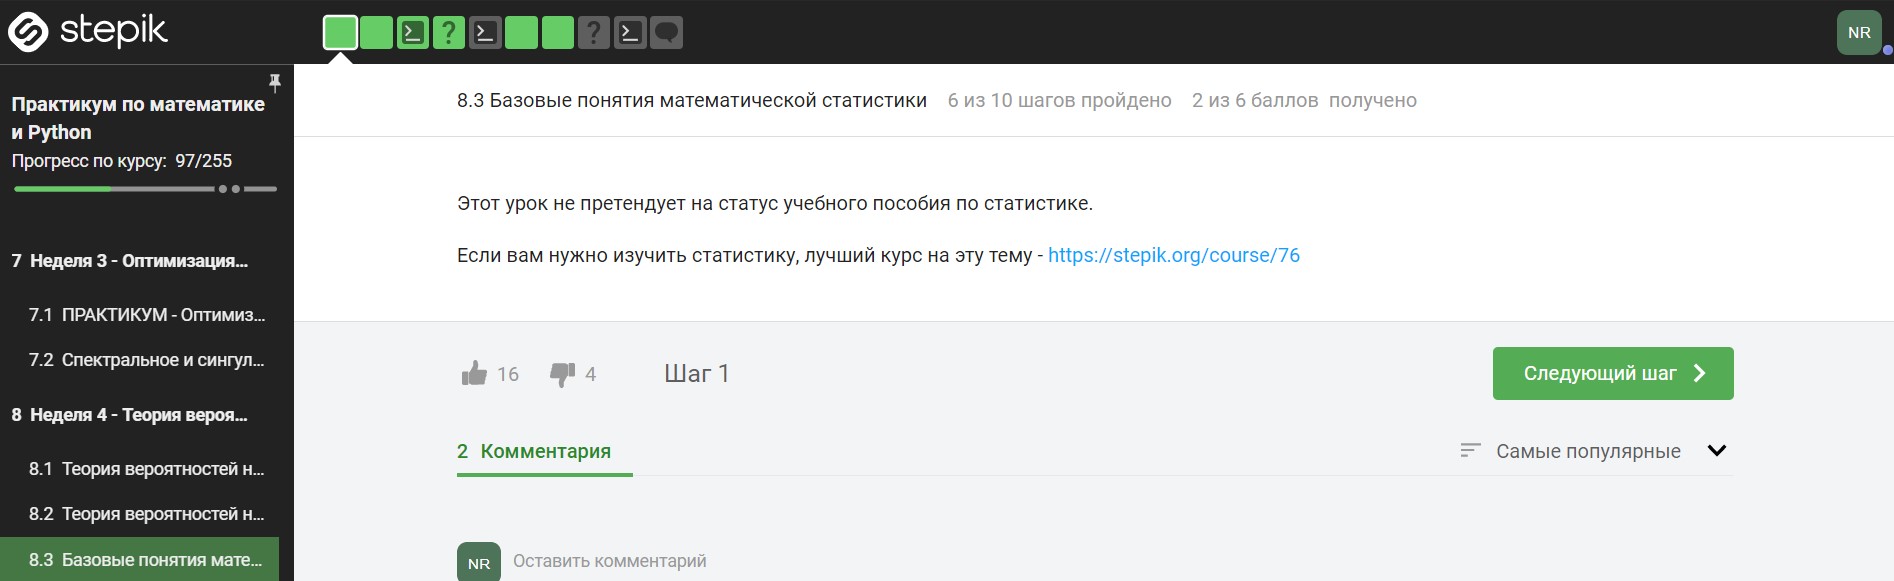 stepik
NR
Практикум по математике
и Python
Прогресс по курсу: 97/255
7 Неделя 3 - Оптимизация...
7.1 ПРАКТИКУМ - Оптимиз...
7.2 Спектральное и сингул...
8 Неделя 4 - Теория вероя...
8.1 Теория вероятностей н...
8.2 Теория вероятностей н...
8.3 Базовые понятия мате...
8.3 Базовые понятия математической статистики 6 из 10 шагов пройдено 2 из 6 баллов получено
Этот урок не претендует на статус учебного пособия по статистике.
Если вам нужно изучить статистику, лучший курс на эту тему - https://stepik.org/course/76
16 4 Шаг 1 Следующий шаг
2 Комментария Самые популярные
NR Оставить комментарий